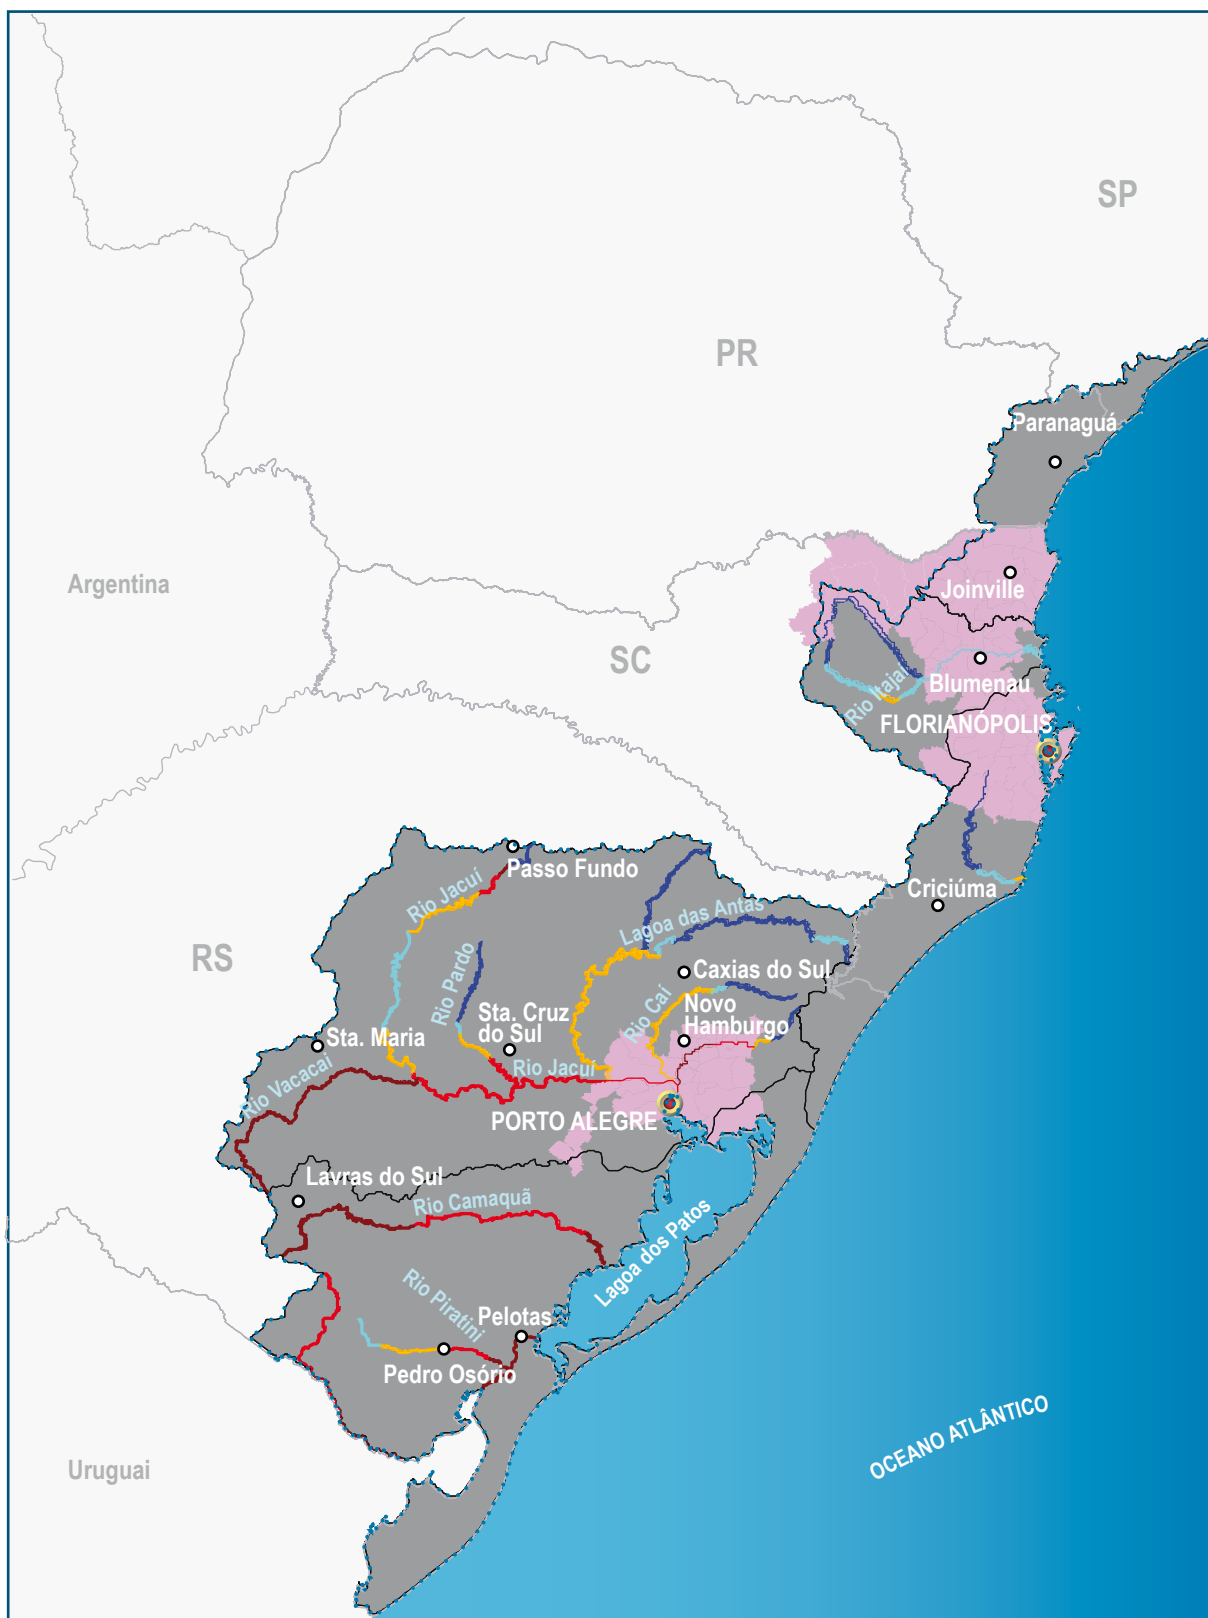 SP
PR
Paranaguá
Argentina
Joinville
SC
Blumenau
Rio Itajaí
FLORIANÓPOLIS
Passo Fundo
Rio Jacuí
Criciúma
Lagoa das Antas
RS
Rio Pardo
Caxias do Sul
Rio Caí
Novo
Hamburgo
Sta. Cruz
do Sul
Sta. Maria
Rio Jacuí
Rio Vacacaí
PORTO ALEGRE
Lavras do Sul
Rio Camaquã
Lagoa dos Patos
Rio Piratini
Pelotas
Pedro Osório
OCEANO ATLÂNTICO
Uruguai